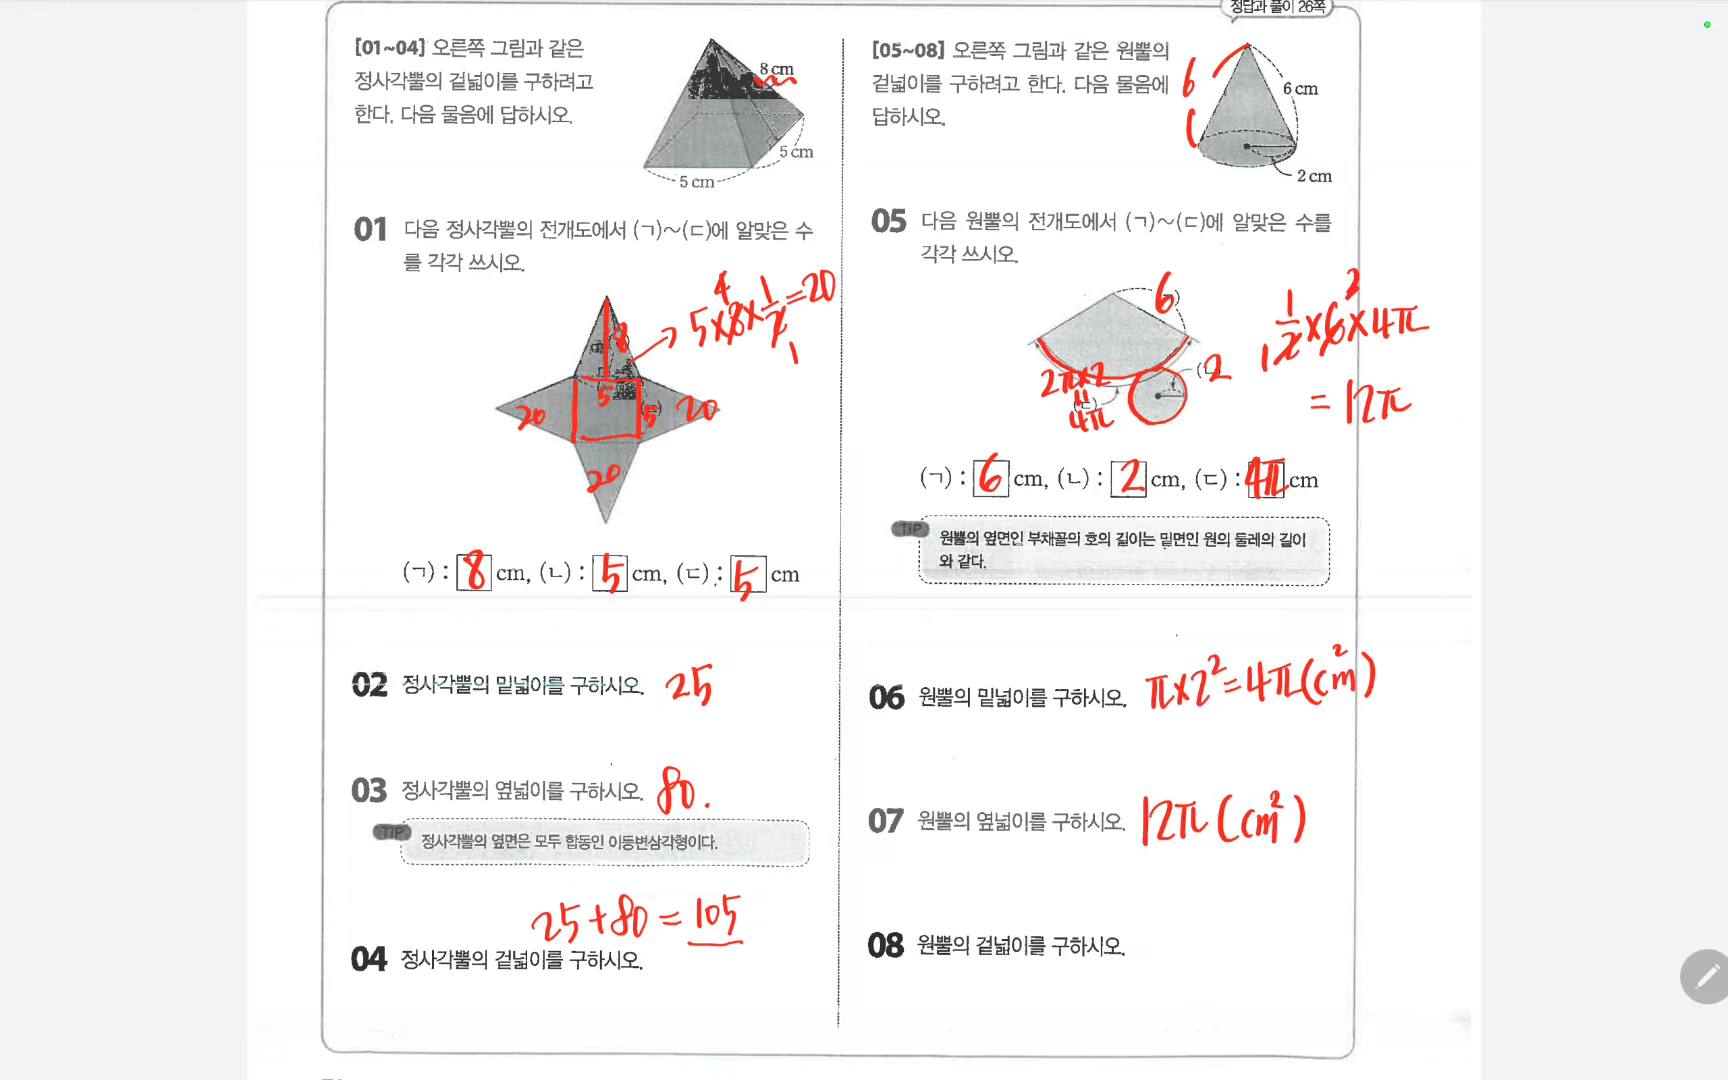 정답과 풀이 26쪽
[01~04] 오른쪽 그림과 같은
정사각뿔의 겉넓이를 구하려고
한다. 다음 물음에 답하시오.
8 cm
5 cm
5 cm
01 다음 정사각뿔의 전개도에서 (ㄱ)~(ㄷ)에 알맞은 수
를 각각 쓰시오.
4
5×8×1/2=20
1
8
5
5
20
20
20
(ㄱ) : 8 cm, (ㄴ) : 5 cm, (ㄷ) : 5 cm
02 정사각뿔의 밑넓이를 구하시오. 25
03 정사각뿔의 옆넓이를 구하시오. 80.
TIP
정사각뿔의 옆면은 모두 합동인 이등변삼각형이다.
25+80=105
04 정사각뿔의 겉넓이를 구하시오.
[05~08] 오른쪽 그림과 같은 원뿔의
겉넓이를 구하려고 한다. 다음 물음에
답하시오.
6
6 cm
2 cm
05 다음 원뿔의 전개도에서 (ㄱ)~(ㄷ)에 알맞은 수를
각각 쓰시오.
6
2
2π×2
4π
1/2×6×4π
=12π
(ㄱ) : 6 cm, (ㄴ) : 2 cm, (ㄷ) : 4π cm
TIP
원뿔의 옆면인 부채꼴의 호의 길이는 밑면인 원의 둘레의 길이
와 같다.
06 원뿔의 밑넓이를 구하시오. π×2²=4π(cm²)
07 원뿔의 옆넓이를 구하시오. 12π(cm²)
08 원뿔의 겉넓이를 구하시오.